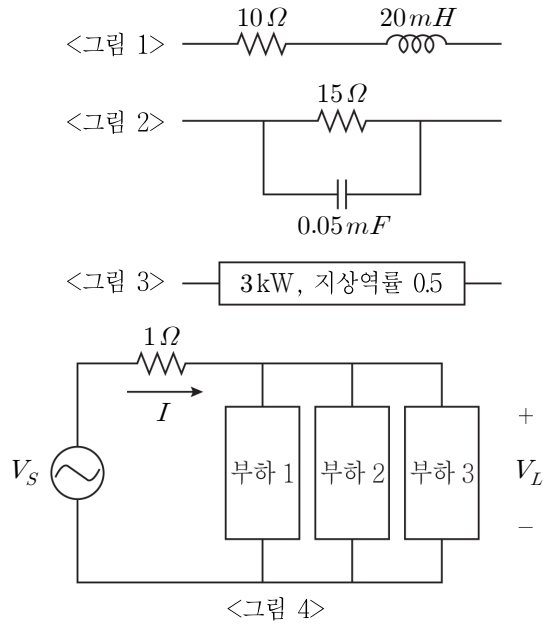 10Ω 20mH
<그림 1>
15Ω
<그림 2>
0.05mF
<그림 3> 3kW, 지상역률 0.5
1Ω
I
V_S 부하 1 부하 2 부하 3 + V_L −
<그림 4>